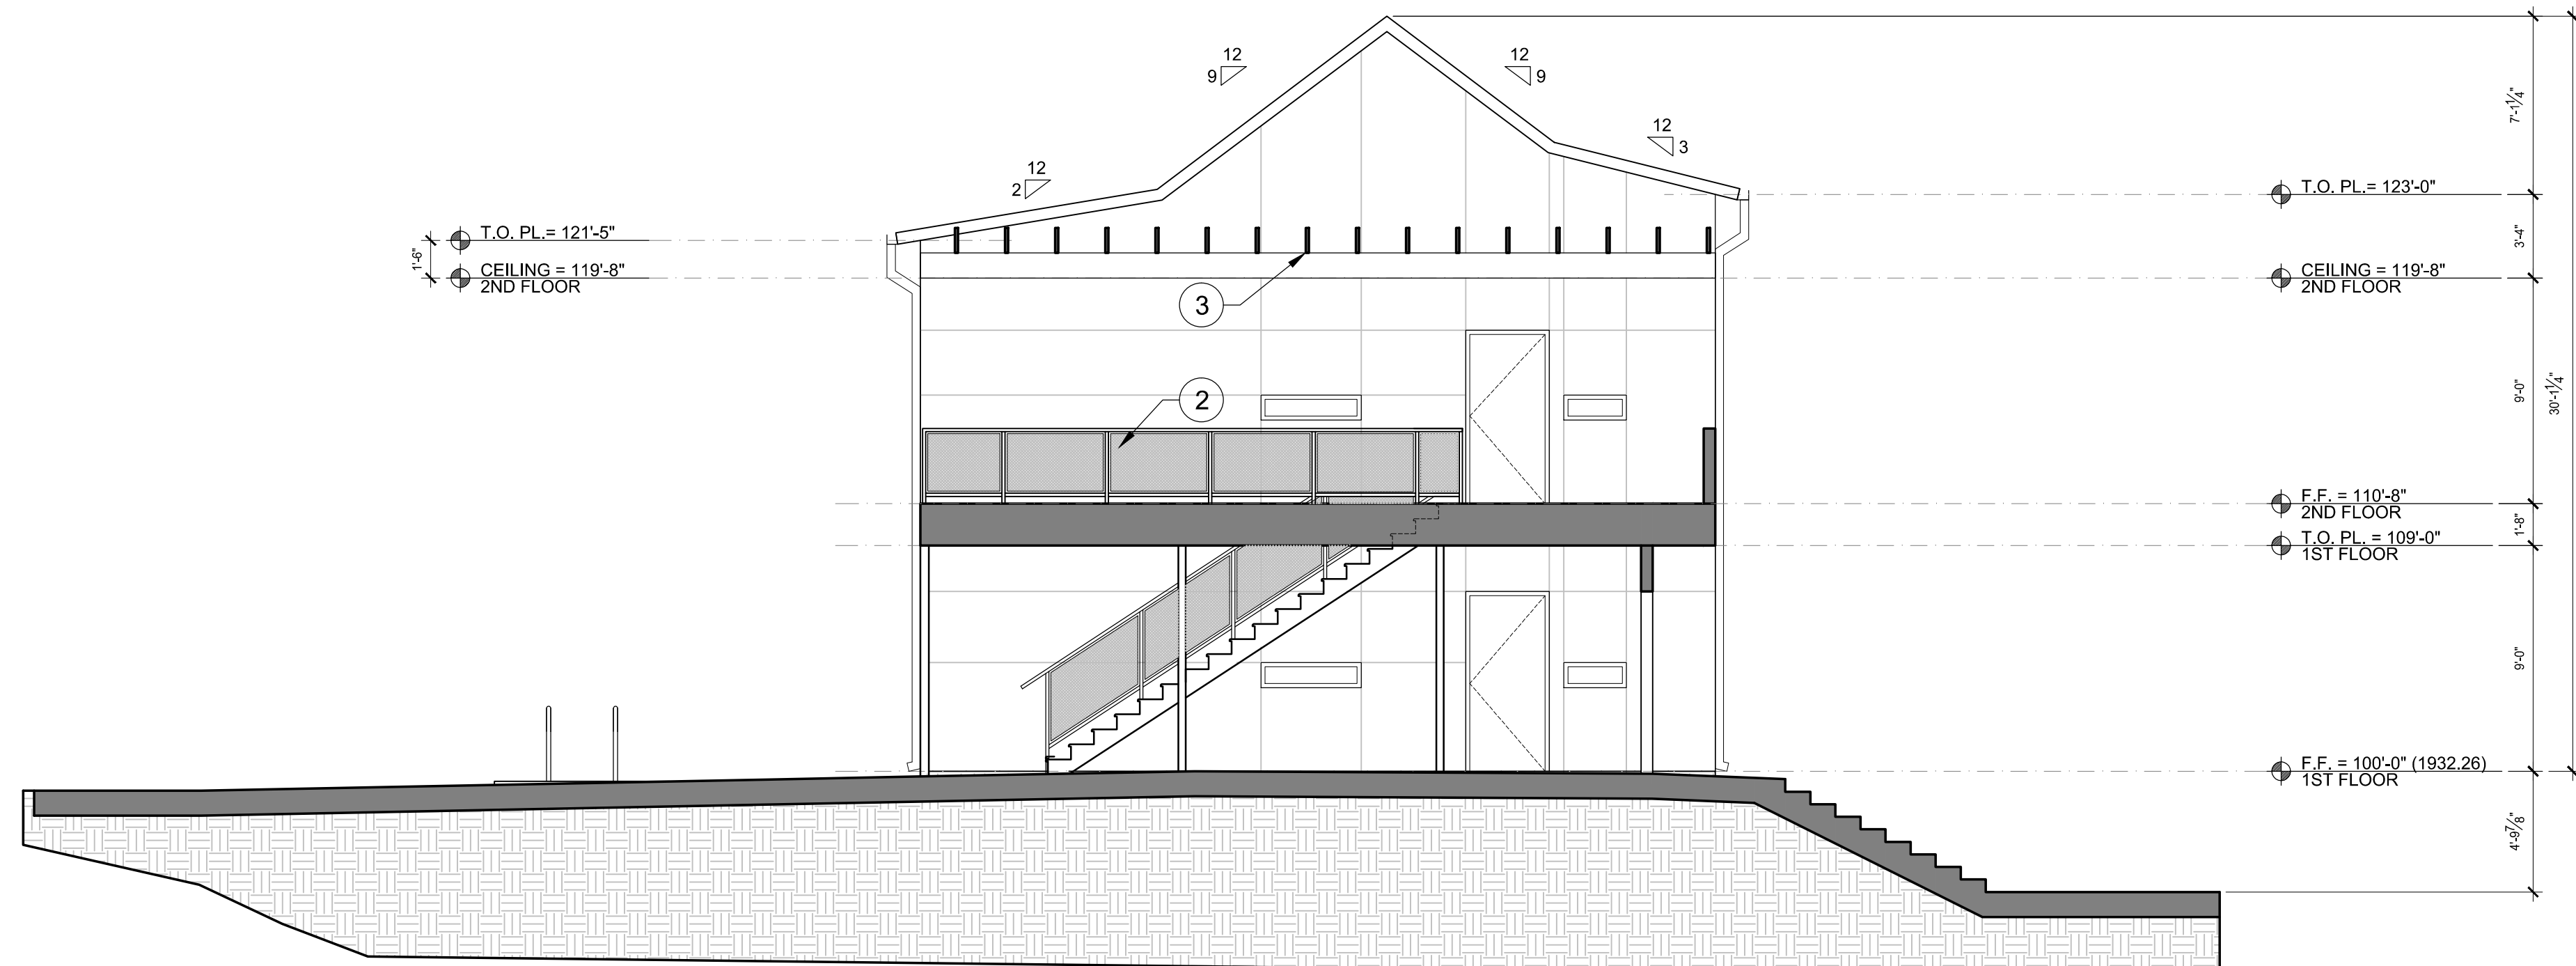 12
9
12
9
12
3
12
2
7'-1¼"
T.O. PL.= 123'-0"
T.O. PL.= 121'-5"
1'-6"
3'-4"
CEILING = 119'-8"
2ND FLOOR
CEILING = 119'-8"
2ND FLOOR
3
9'-0"
30'-1¼"
2
F.F. = 110'-8"
2ND FLOOR
1'-8"
T.O. PL. = 109'-0"
1ST FLOOR
9'-0"
F.F. = 100'-0" (1932.26)
1ST FLOOR
4'-9⅞"